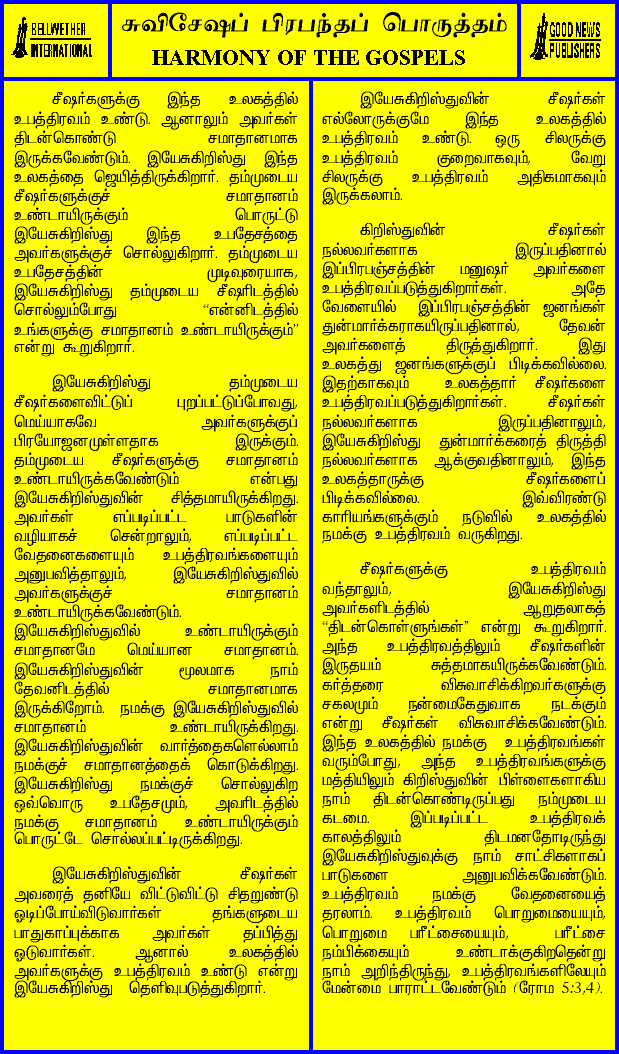 BELLWETHER
INTERNATIONAL
சுவிசேஷப் பிரபந்தப் பொருத்தம்
HARMONY OF THE GOSPELS
GOOD NEWS
PUBLISHERS
சீஷர்களுக்கு இந்த உலகத்தில்
உபத்திரவம் உண்டு. ஆனாலும் அவர்கள்
திடன்கொண்டு சமாதானமாக
இருக்கவேண்டும். இயேசுகிறிஸ்து இந்த
உலகத்தை ஜெயித்திருக்கிறார். தம்முடைய
சீஷர்களுக்குச் சமாதானம்
உண்டாயிருக்கும் பொருட்டு
இயேசுகிறிஸ்து இந்த உபதேசத்தை
அவர்களுக்குச் சொல்லுகிறார். தம்முடைய
உபதேசத்தின் முடிவுரையாக,
இயேசுகிறிஸ்து தம்முடைய சீஷரிடத்தில்
சொல்லும்போது “என்னிடத்தில்
உங்களுக்கு சமாதானம் உண்டாயிருக்கும்”
என்று கூறுகிறார்.
இயேசுகிறிஸ்து தம்முடைய
சீஷர்களைவிட்டுப் புறப்பட்டுப்போவது,
மெய்யாகவே அவர்களுக்குப்
பிரயோஜனமுள்ளதாக இருக்கும்.
தம்முடைய சீஷர்களுக்கு சமாதானம்
உண்டாயிருக்கவேண்டும் என்பது
இயேசுகிறிஸ்துவின் சித்தமாயிருக்கிறது.
அவர்கள் எப்படிப்பட்ட பாடுகளின்
வழியாகச் சென்றாலும், எப்படிப்பட்ட
வேதனைகளையும் உபத்திரவங்களையும்
அனுபவித்தாலும், இயேசுகிறிஸ்துவில்
அவர்களுக்குச் சமாதானம்
உண்டாயிருக்கவேண்டும்.
இயேசுகிறிஸ்துவில் உண்டாயிருக்கும்
சமாதானமே மெய்யான சமாதானம்.
இயேசுகிறிஸ்துவின் மூலமாக நாம்
தேவனிடத்தில் சமாதானமாக
இருக்கிறோம். நமக்கு இயேசுகிறிஸ்துவில்
சமாதானம் உண்டாயிருக்கிறது.
இயேசுகிறிஸ்துவின் வார்த்தைகளெல்லாம்
நமக்குச் சமாதானத்தைக் கொடுக்கிறது.
இயேசுகிறிஸ்து நமக்குச் சொல்லுகிற
ஒவ்வொரு உபதேசமும், அவரிடத்தில்
நமக்கு சமாதானம் உண்டாயிருக்கும்
பொருட்டே சொல்லப்பட்டிருக்கிறது.
இயேசுகிறிஸ்துவின் சீஷர்கள்
அவரைத் தனியே விட்டுவிட்டு சிதறுண்டு
ஓடிப்போய்விடுவார்கள் தங்களுடைய
பாதுகாப்புக்காக அவர்கள் தப்பித்து
ஓடுவார்கள். ஆனால் உலகத்தில்
அவர்களுக்கு உபத்திரவம் உண்டு என்று
இயேசுகிறிஸ்து தெளிவுபடுத்துகிறார்.
இயேசுகிறிஸ்துவின் சீஷர்கள்
எல்லோருக்குமே இந்த உலகத்தில்
உபத்திரவம் உண்டு. ஒரு சிலருக்கு
உபத்திரவம் குறைவாகவும், வேறு
சிலருக்கு உபத்திரவம் அதிகமாகவும்
இருக்கலாம்.
கிறிஸ்துவின் சீஷர்கள்
நல்லவர்களாக இருப்பதினால்
இப்பிரபஞ்சத்தின் மனுஷர் அவர்களை
உபத்திரவப்படுத்துகிறார்கள். அதே
வேளையில் இப்பிரபஞ்சத்தின் ஜனங்கள்
துன்மார்க்கராகயிருப்பதினால், தேவன்
அவர்களைத் திருத்துகிறார். இது
உலகத்து ஜனங்களுக்குப் பிடிக்கவில்லை.
இதற்காகவும் உலகத்தார் சீஷர்களை
உபத்திரவப்படுத்துகிறார்கள். சீஷர்கள்
நல்லவர்களாக இருப்பதினாலும்,
இயேசுகிறிஸ்து துன்மார்க்கரைத் திருத்தி
நல்லவர்களாக ஆக்குவதினாலும், இந்த
உலகத்தாருக்கு சீஷர்களைப்
பிடிக்கவில்லை. இவ்விரண்டு
காரியங்களுக்கும் நடுவில் உலகத்தில்
நமக்கு உபத்திரவம் வருகிறது.
சீஷர்களுக்கு உபத்திரவம்
வந்தாலும், இயேசுகிறிஸ்து
அவர்களிடத்தில் ஆறுதலாகத்
“திடன்கொள்ளுங்கள்” என்று கூறுகிறார்.
அந்த உபத்திரவத்திலும் சீஷர்களின்
இருதயம் சுத்தமாகயிருக்கவேண்டும்.
கர்த்தரை விசுவாசிக்கிறவர்களுக்கு
சகலமும் நன்மைகேதுவாக நடக்கும்
என்று சீஷர்கள் விசுவாசிக்கவேண்டும்.
இந்த உலகத்தில் நமக்கு உபத்திரவங்கள்
வரும்போது, அந்த உபத்திரவங்களுக்கு
மத்தியிலும் கிறிஸ்துவின் பிள்ளைகளாகிய
நாம் திடன்கொண்டிருப்பது நம்முடைய
கடமை. இப்படிப்பட்ட உபத்திரவக்
காலத்திலும் திடமனதோடிருந்து
இயேசுகிறிஸ்துவுக்கு நாம் சாட்சிகளாகப்
பாடுகளை அனுபவிக்கவேண்டும்.
உபத்திரவம் நமக்கு வேதனையைத்
தரலாம். உபத்திரவம் பொறுமையையும்,
பொறுமை பரீட்சையையும், பரீட்சை
நம்பிக்கையும் உண்டாக்குகிறதென்று
நாம் அறிந்திருந்து, உபத்திரவங்களிலேயும்
மேன்மை பாராட்டவேண்டும் (ரோம 5:3,4).